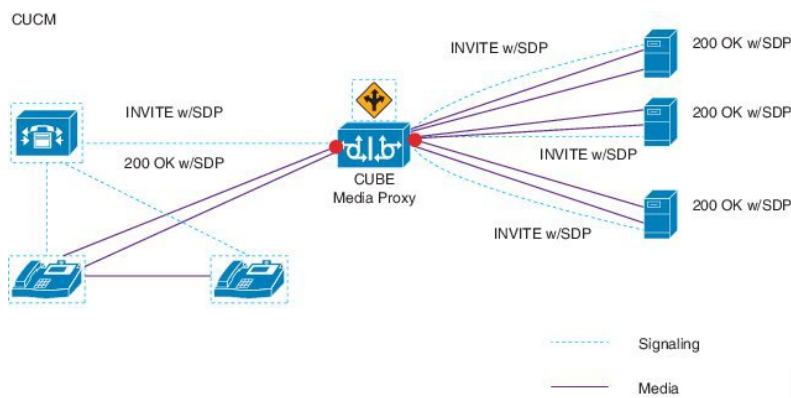 CUCM
INVITE w/SDP
200 OK w/SDP
INVITE w/SDP
200 OK w/SDP
INVITE w/SDP
200 OK w/SDP
CUBE
Media Proxy
INVITE w/SDP
200 OK w/SDP
Signaling
Media